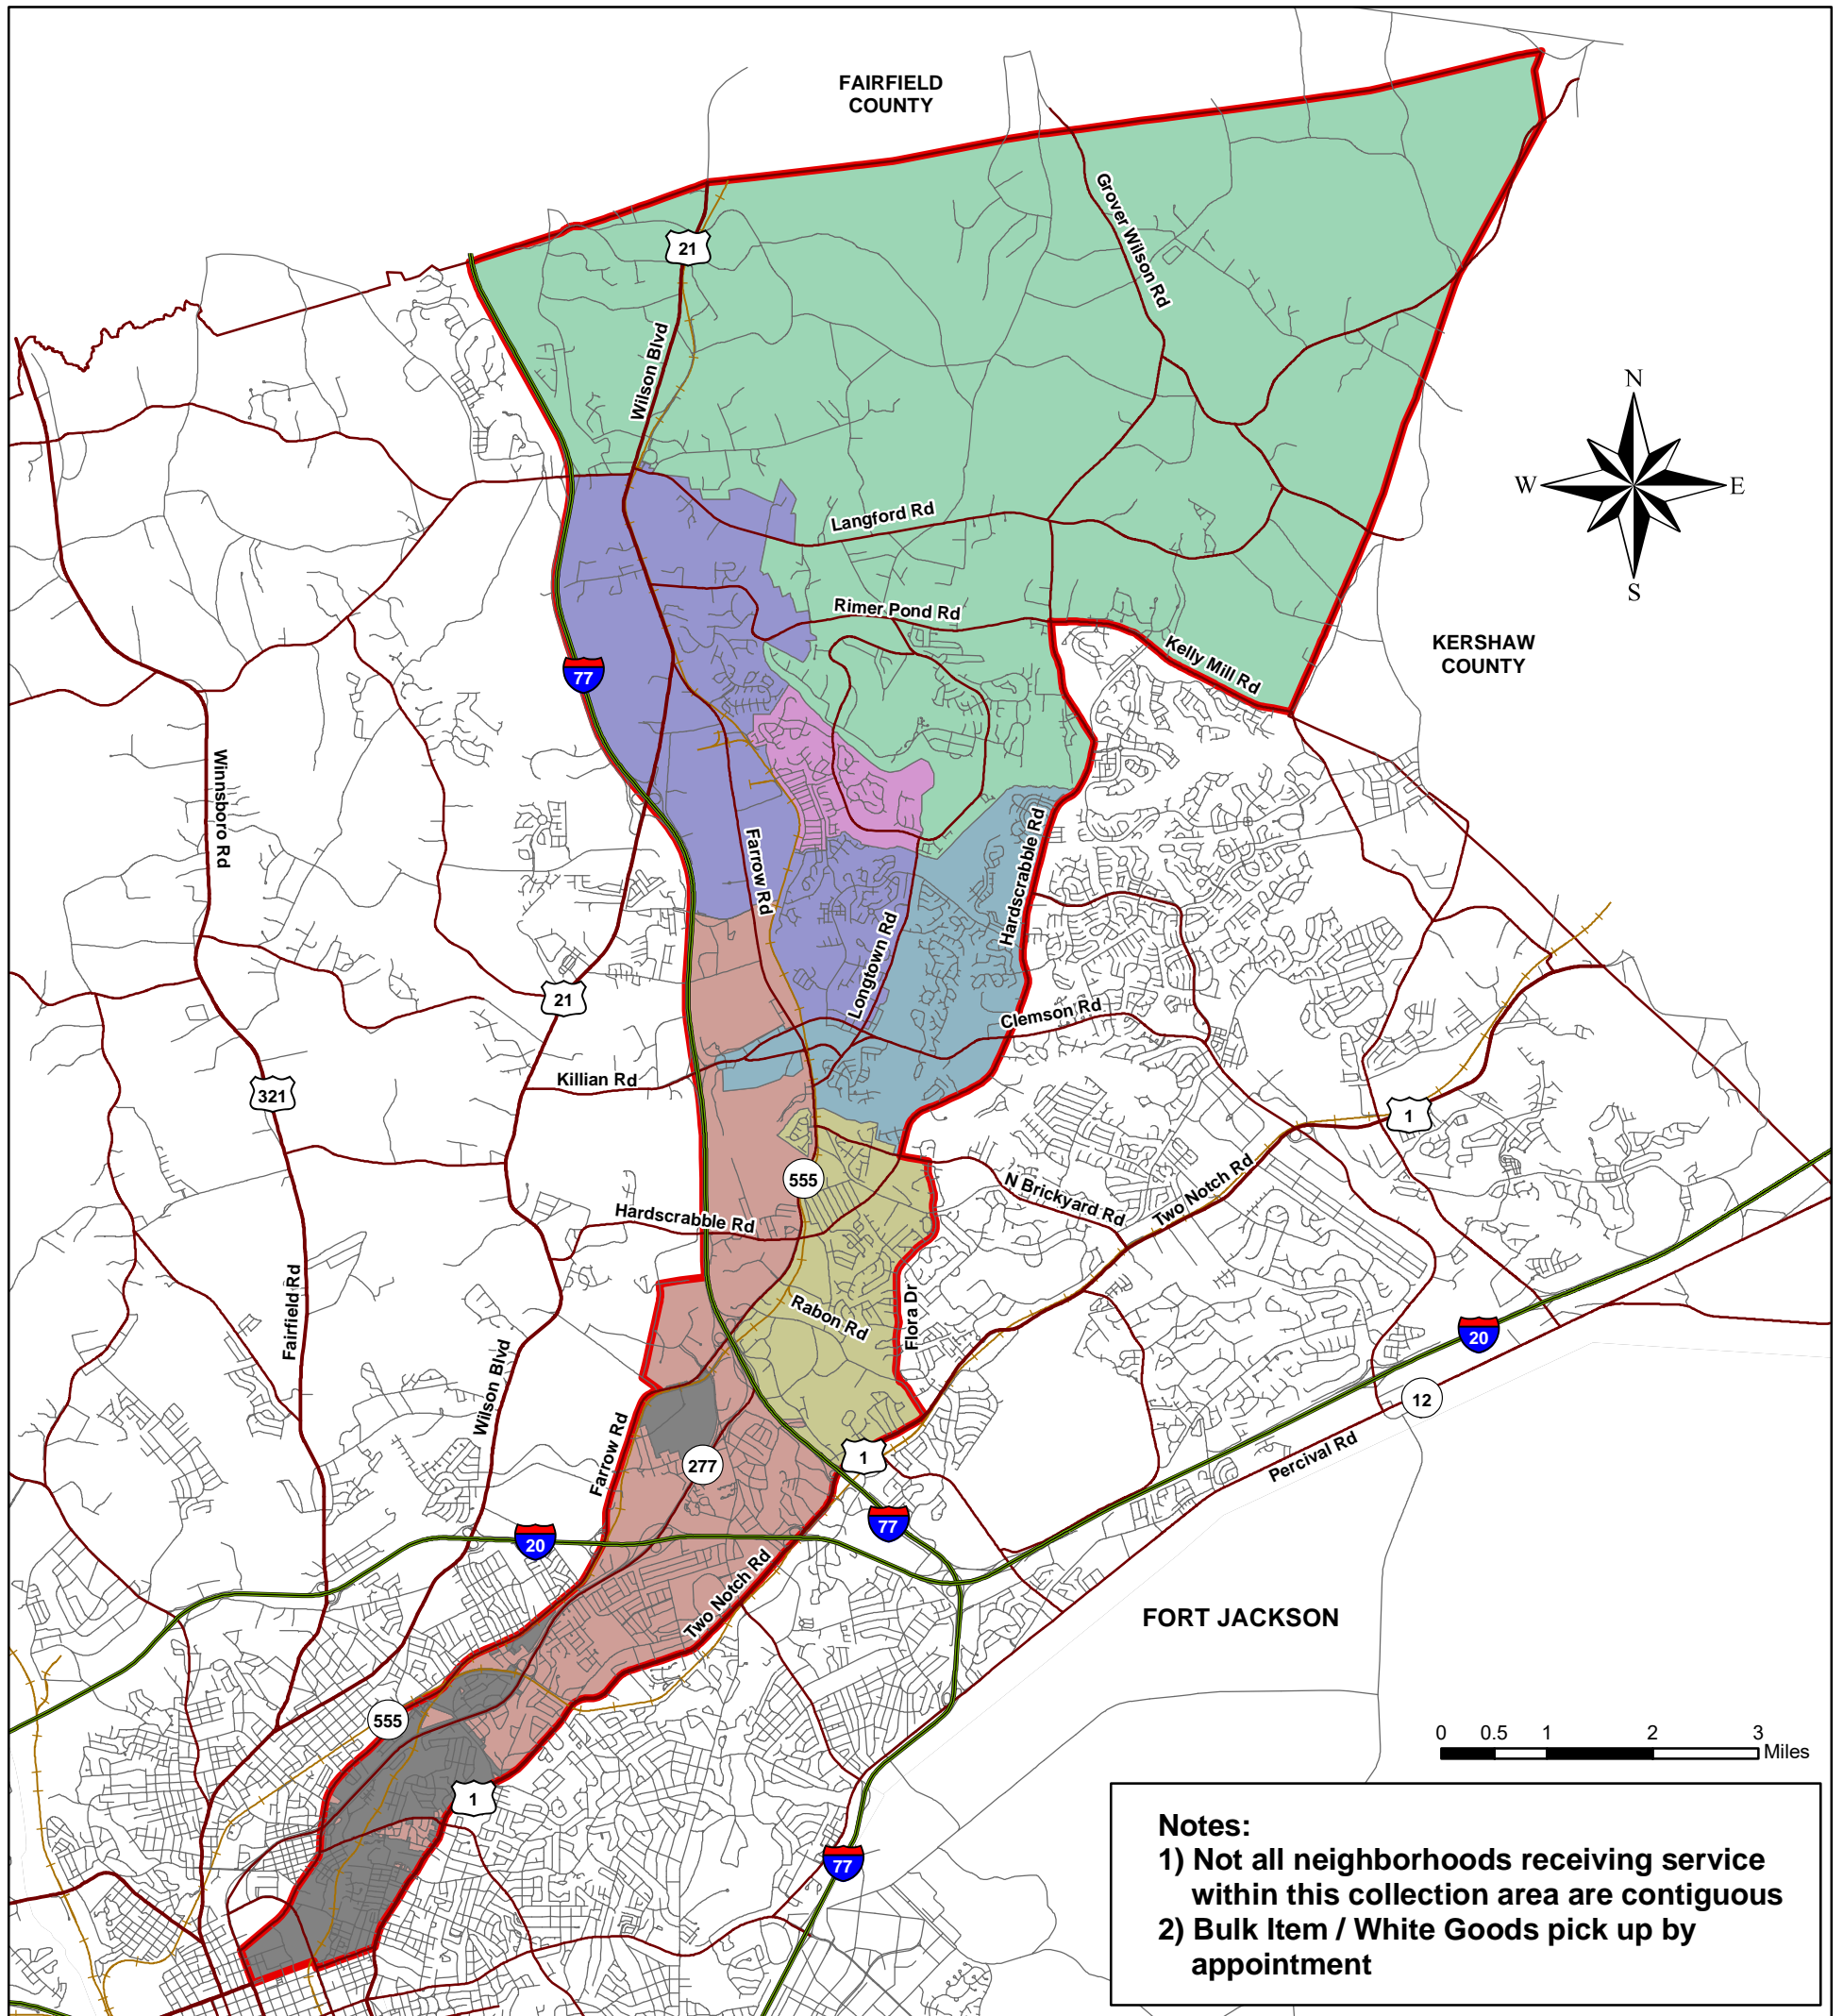 FAIRFIELD
COUNTY
21
Grover Wilson Rd
Wilson Blvd
N
W
E
S
Langford Rd
Rimer Pond Rd
KERSHAW
COUNTY
Kelly Mill Rd
77
Winnsboro Rd
Farrow Rd
Hardscrabble Rd
Longtown Rd
21
Clemson Rd
Killian Rd
321
1
555
N Brickyard Rd
Two Notch Rd
Hardscrabble Rd
Fairfield Rd
Rabon Rd
Flora Dr
20
Wilson Blvd
12
Farrow Rd
277
1
Percival Rd
77
20
Two Notch Rd
FORT JACKSON
555
0 0.5 1 2 3
Miles
1
77
Notes:
1) Not all neighborhoods receiving service
within this collection area are contiguous
2) Bulk Item / White Goods pick up by
appointment